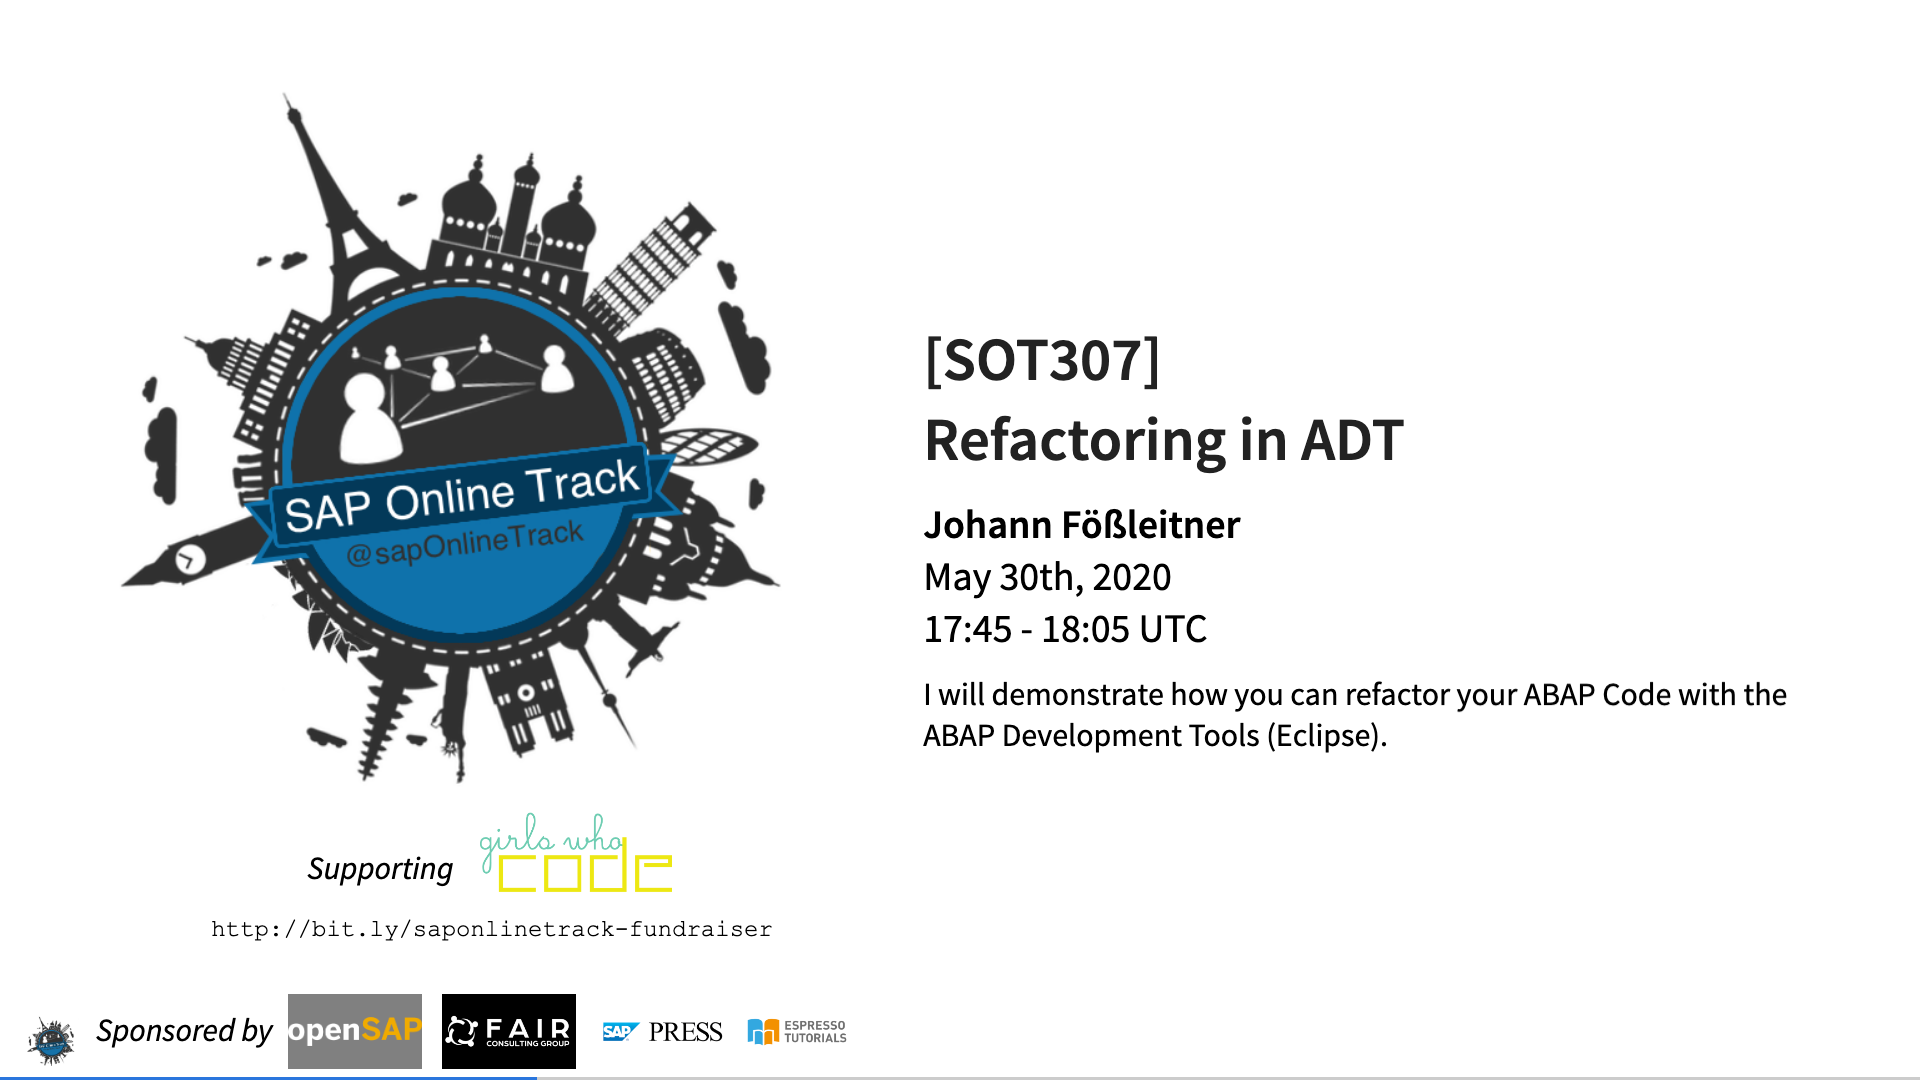 SAP Online Track
@sapOnlineTrack
[SOT307]
Refactoring in ADT
Johann Fößleitner
May 30th, 2020
17:45 - 18:05 UTC
I will demonstrate how you can refactor your ABAP Code with the
ABAP Development Tools (Eclipse).
Supporting
girls who
code
http://bit.ly/saponlinetrack-fundraiser
Sponsored by
openSAP
FAIR
CONSULTING GROUP
SAP PRESS
ESPRESSO
TUTORIALS